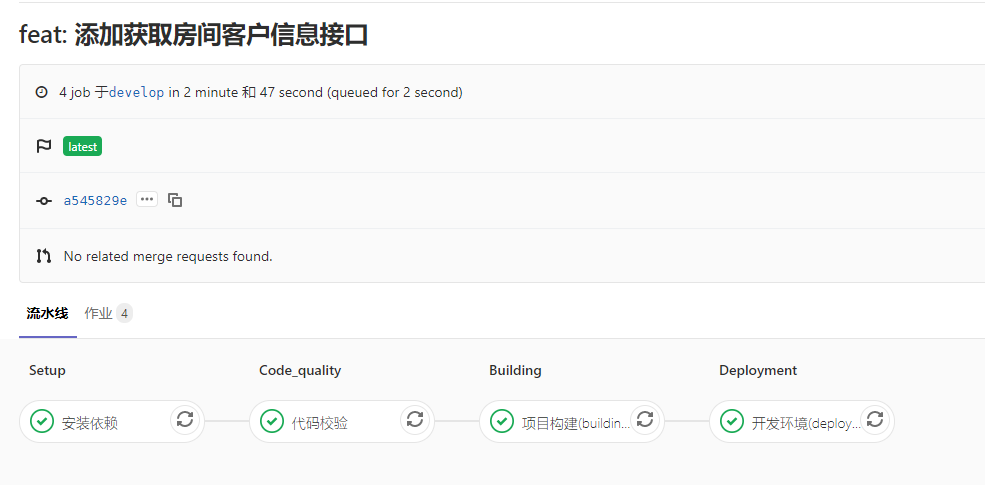 feat: 添加获取房间客户信息接口
4 job 于develop in 2 minute 和 47 second (queued for 2 second)
latest
a545829e
No related merge requests found.
流水线 作业 4
Setup Code_quality Building Deployment
安装依赖 代码校验 项目构建(buildin... 开发环境(deploy...